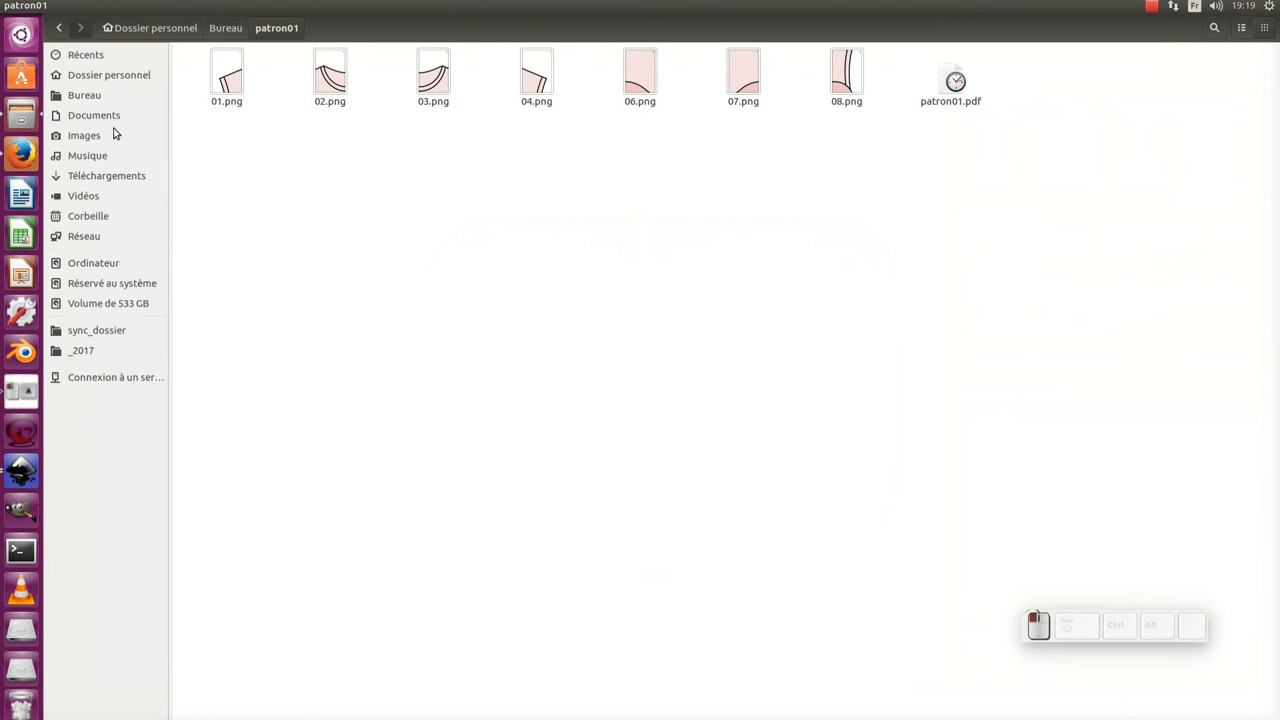 patron01
Fr
19:19
Dossier personnel
Bureau
patron01
Récents
Dossier personnel
Bureau
Documents
Images
Musique
Téléchargements
Vidéos
Corbeille
Réseau
Ordinateur
Réservé au système
Volume de 533 GB
sync_dossier
_2017
Connexion à un ser…
01.png
02.png
03.png
04.png
06.png
07.png
08.png
patron01.pdf
Ctrl
Alt